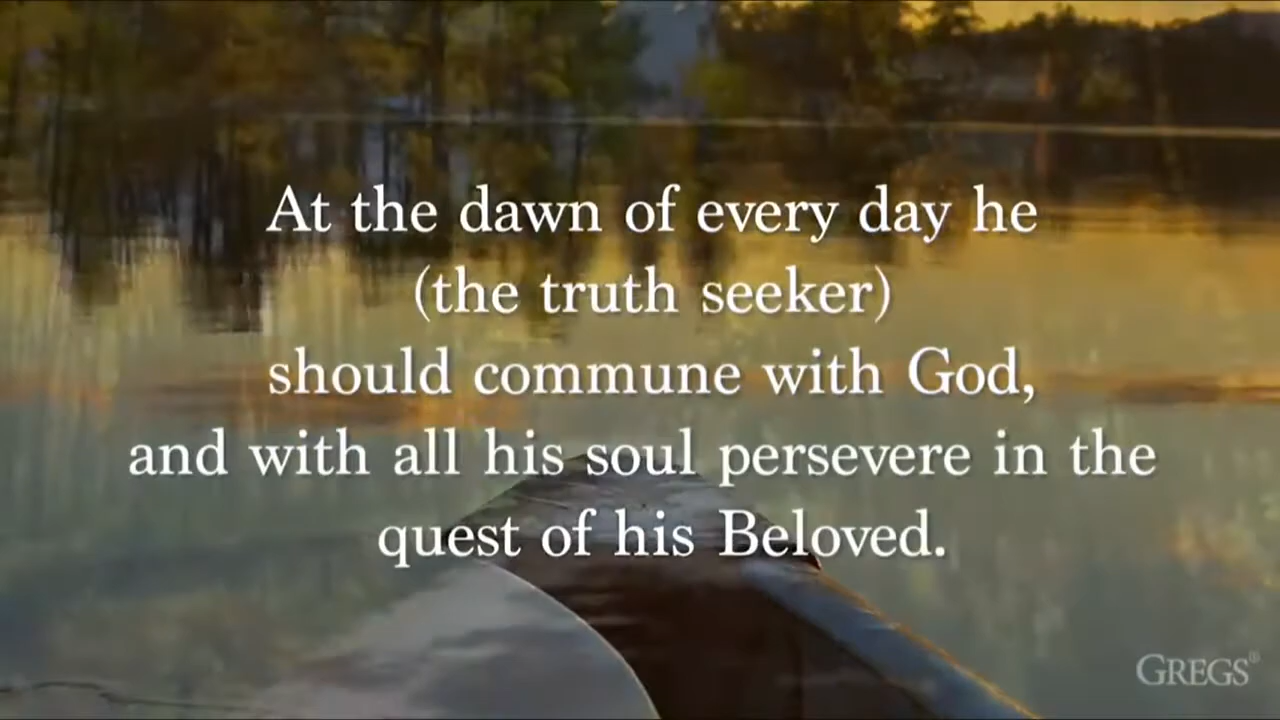 At the dawn of every day he
(the truth seeker)
should commune with God,
and with all his soul persevere in the
quest of his Beloved.
GREGS®